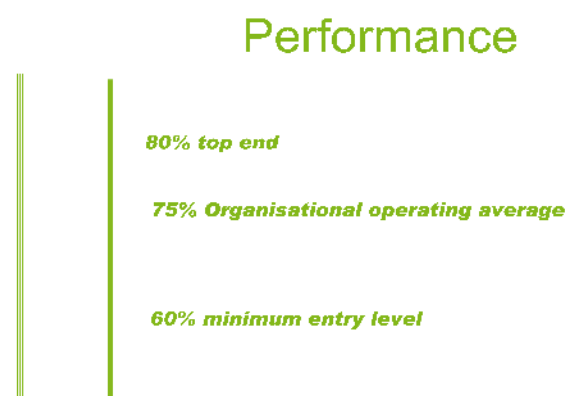 Performance
80% top end
75% Organisational operating average
60% minimum entry level